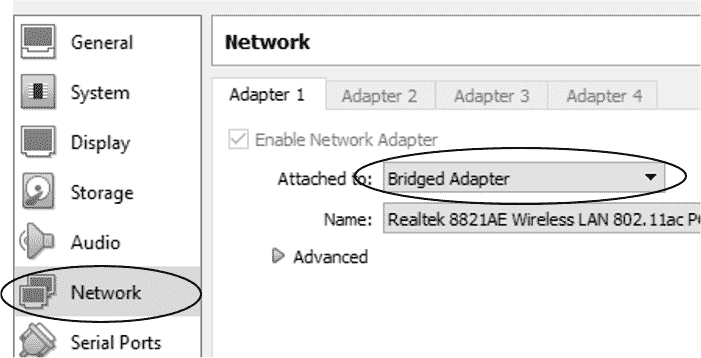 General
System
Display
Storage
Audio
Network
Serial Ports
Network
Adapter 1 Adapter 2 Adapter 3 Adapter 4
Enable Network Adapter
Attached to: Bridged Adapter
Name: Realtek 8821AE Wireless LAN 802.11ac
Advanced